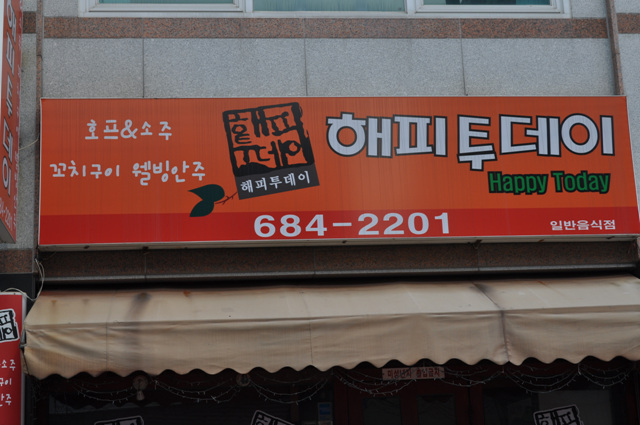 호프&소주
꼬치구이 웰빙안주
해피
투데이
해피투데이
해피투데이
Happy Today
684-2201
일반음식점